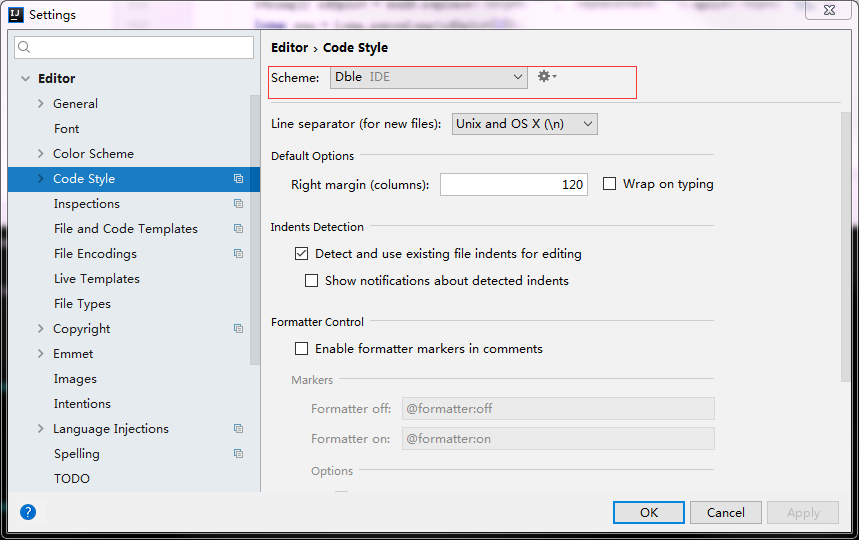 IJ Settings
Editor
General
Font
Color Scheme
Code Style
Inspections
File and Code Templates
File Encodings
Live Templates
File Types
Copyright
Emmet
Images
Intentions
Language Injections
Spelling
TODO
Editor › Code Style
Scheme: Dble IDE
Line separator (for new files): Unix and OS X (\n)
Default Options
Right margin (columns): 120 Wrap on typing
Indents Detection
Detect and use existing file indents for editing
Show notifications about detected indents
Formatter Control
Enable formatter markers in comments
Markers
Formatter off: @formatter:off
Formatter on: @formatter:on
Options
? OK Cancel Apply